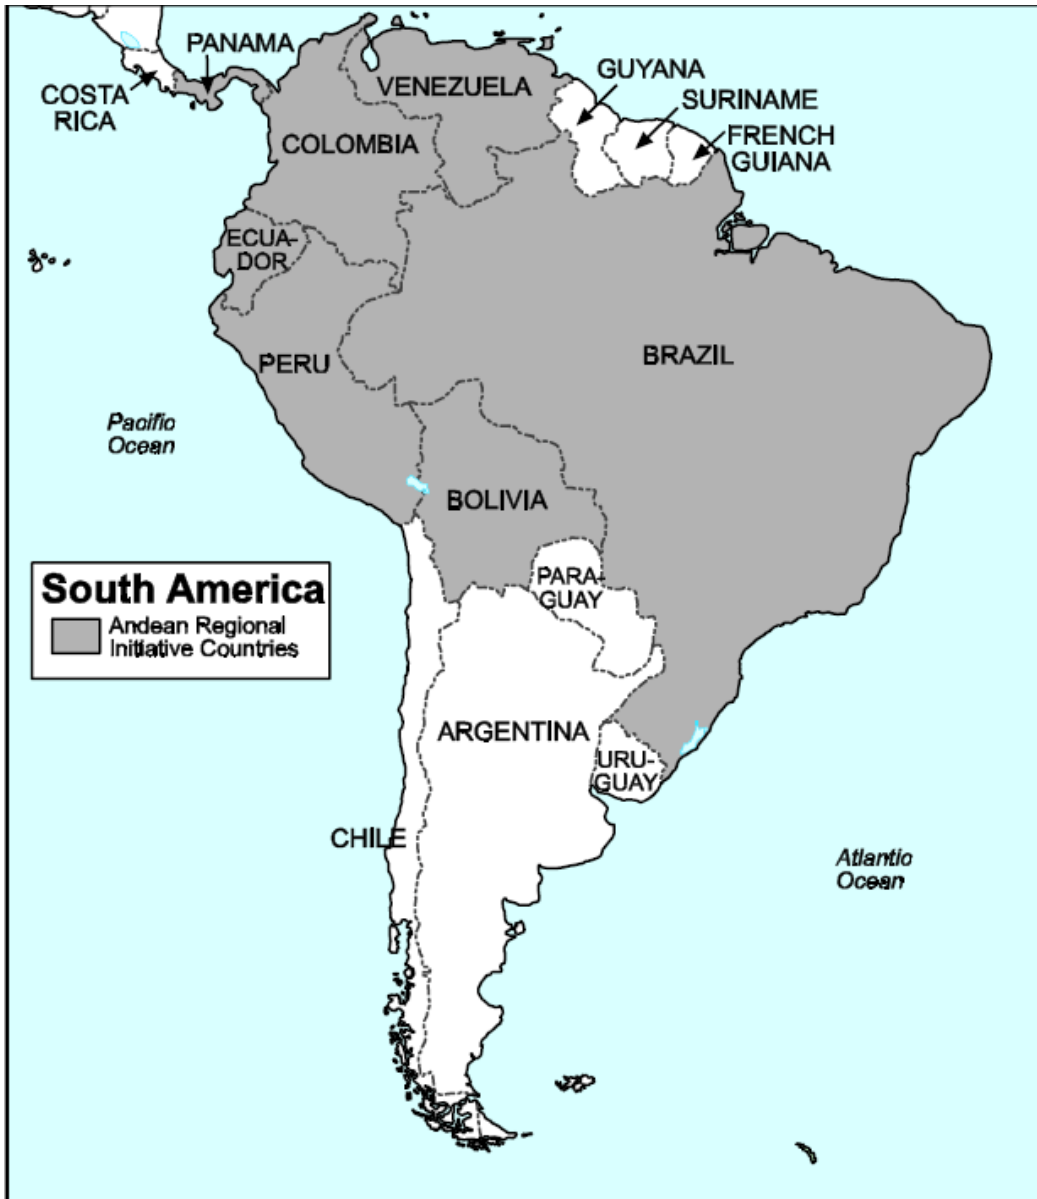 PANAMA
COSTA
RICA
VENEZUELA
GUYANA
SURINAME
FRENCH
GUIANA
COLOMBIA
ECUA-
DOR
PERU
BRAZIL
Pacific
Ocean
BOLIVIA
South America
Andean Regional
Initiative Countries
PARA-
GUAY
ARGENTINA
URU-
GUAY
CHILE
Atlantic
Ocean